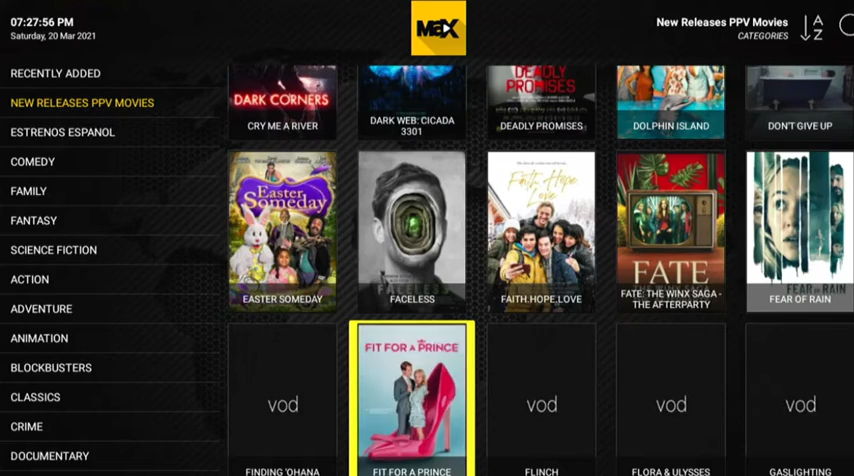 07:27:56 PM
Saturday, 20 Mar 2021
MaX
New Releases PPV Movies
CATEGORIES
A
Z
RECENTLY ADDED
NEW RELEASES PPV MOVIES
ESTRENOS ESPANOL
COMEDY
FAMILY
FANTASY
SCIENCE FICTION
ACTION
ADVENTURE
ANIMATION
BLOCKBUSTERS
CLASSICS
CRIME
DOCUMENTARY
DARK CORNERS
CRY ME A RIVER
DARK WEB: CICADA
3301
DEADLY
PROMISES
DEADLY PROMISES
DOLPHIN ISLAND
DON'T GIVE UP
Easter
Someday
EASTER SOMEDAY
FACELESS
FACELESS
Faith Hope
Love
FAITH.HOPE.LOVE
FATE
FATE: THE WINX SAGA -
THE AFTERPARTY
FEAR OF RAIN
FEAR OF RAIN
vod
FINDING 'OHANA
FIT FOR A PRINCE
FIT FOR A PRINCE
vod
FLINCH
vod
FLORA & ULYSSES
vod
GASLIGHTING